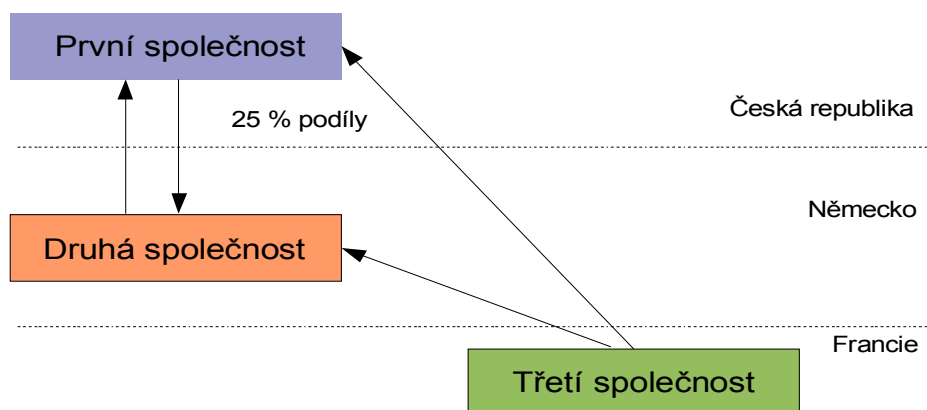 První společnost
25 % podíly
Česká republika
Německo
Druhá společnost
Francie
Třetí společnost